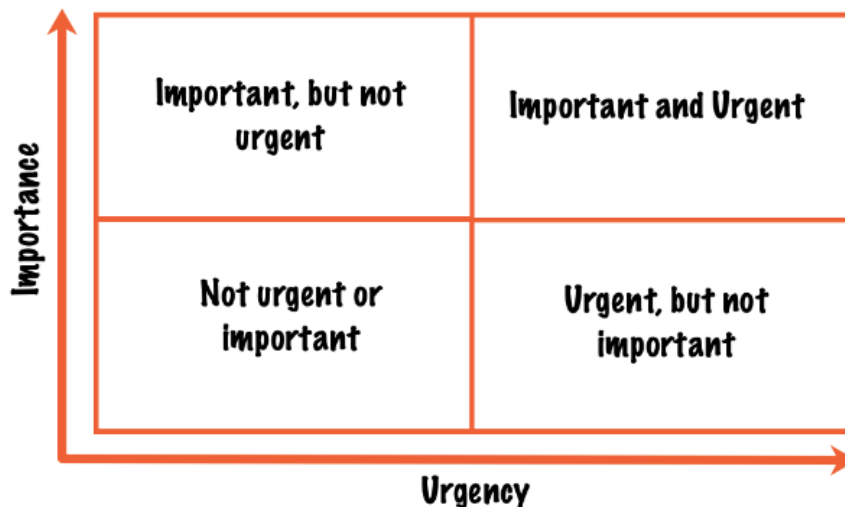 Important, but not
urgent
Important and Urgent
Importance
Not urgent or
important
Urgent, but not
important
Urgency